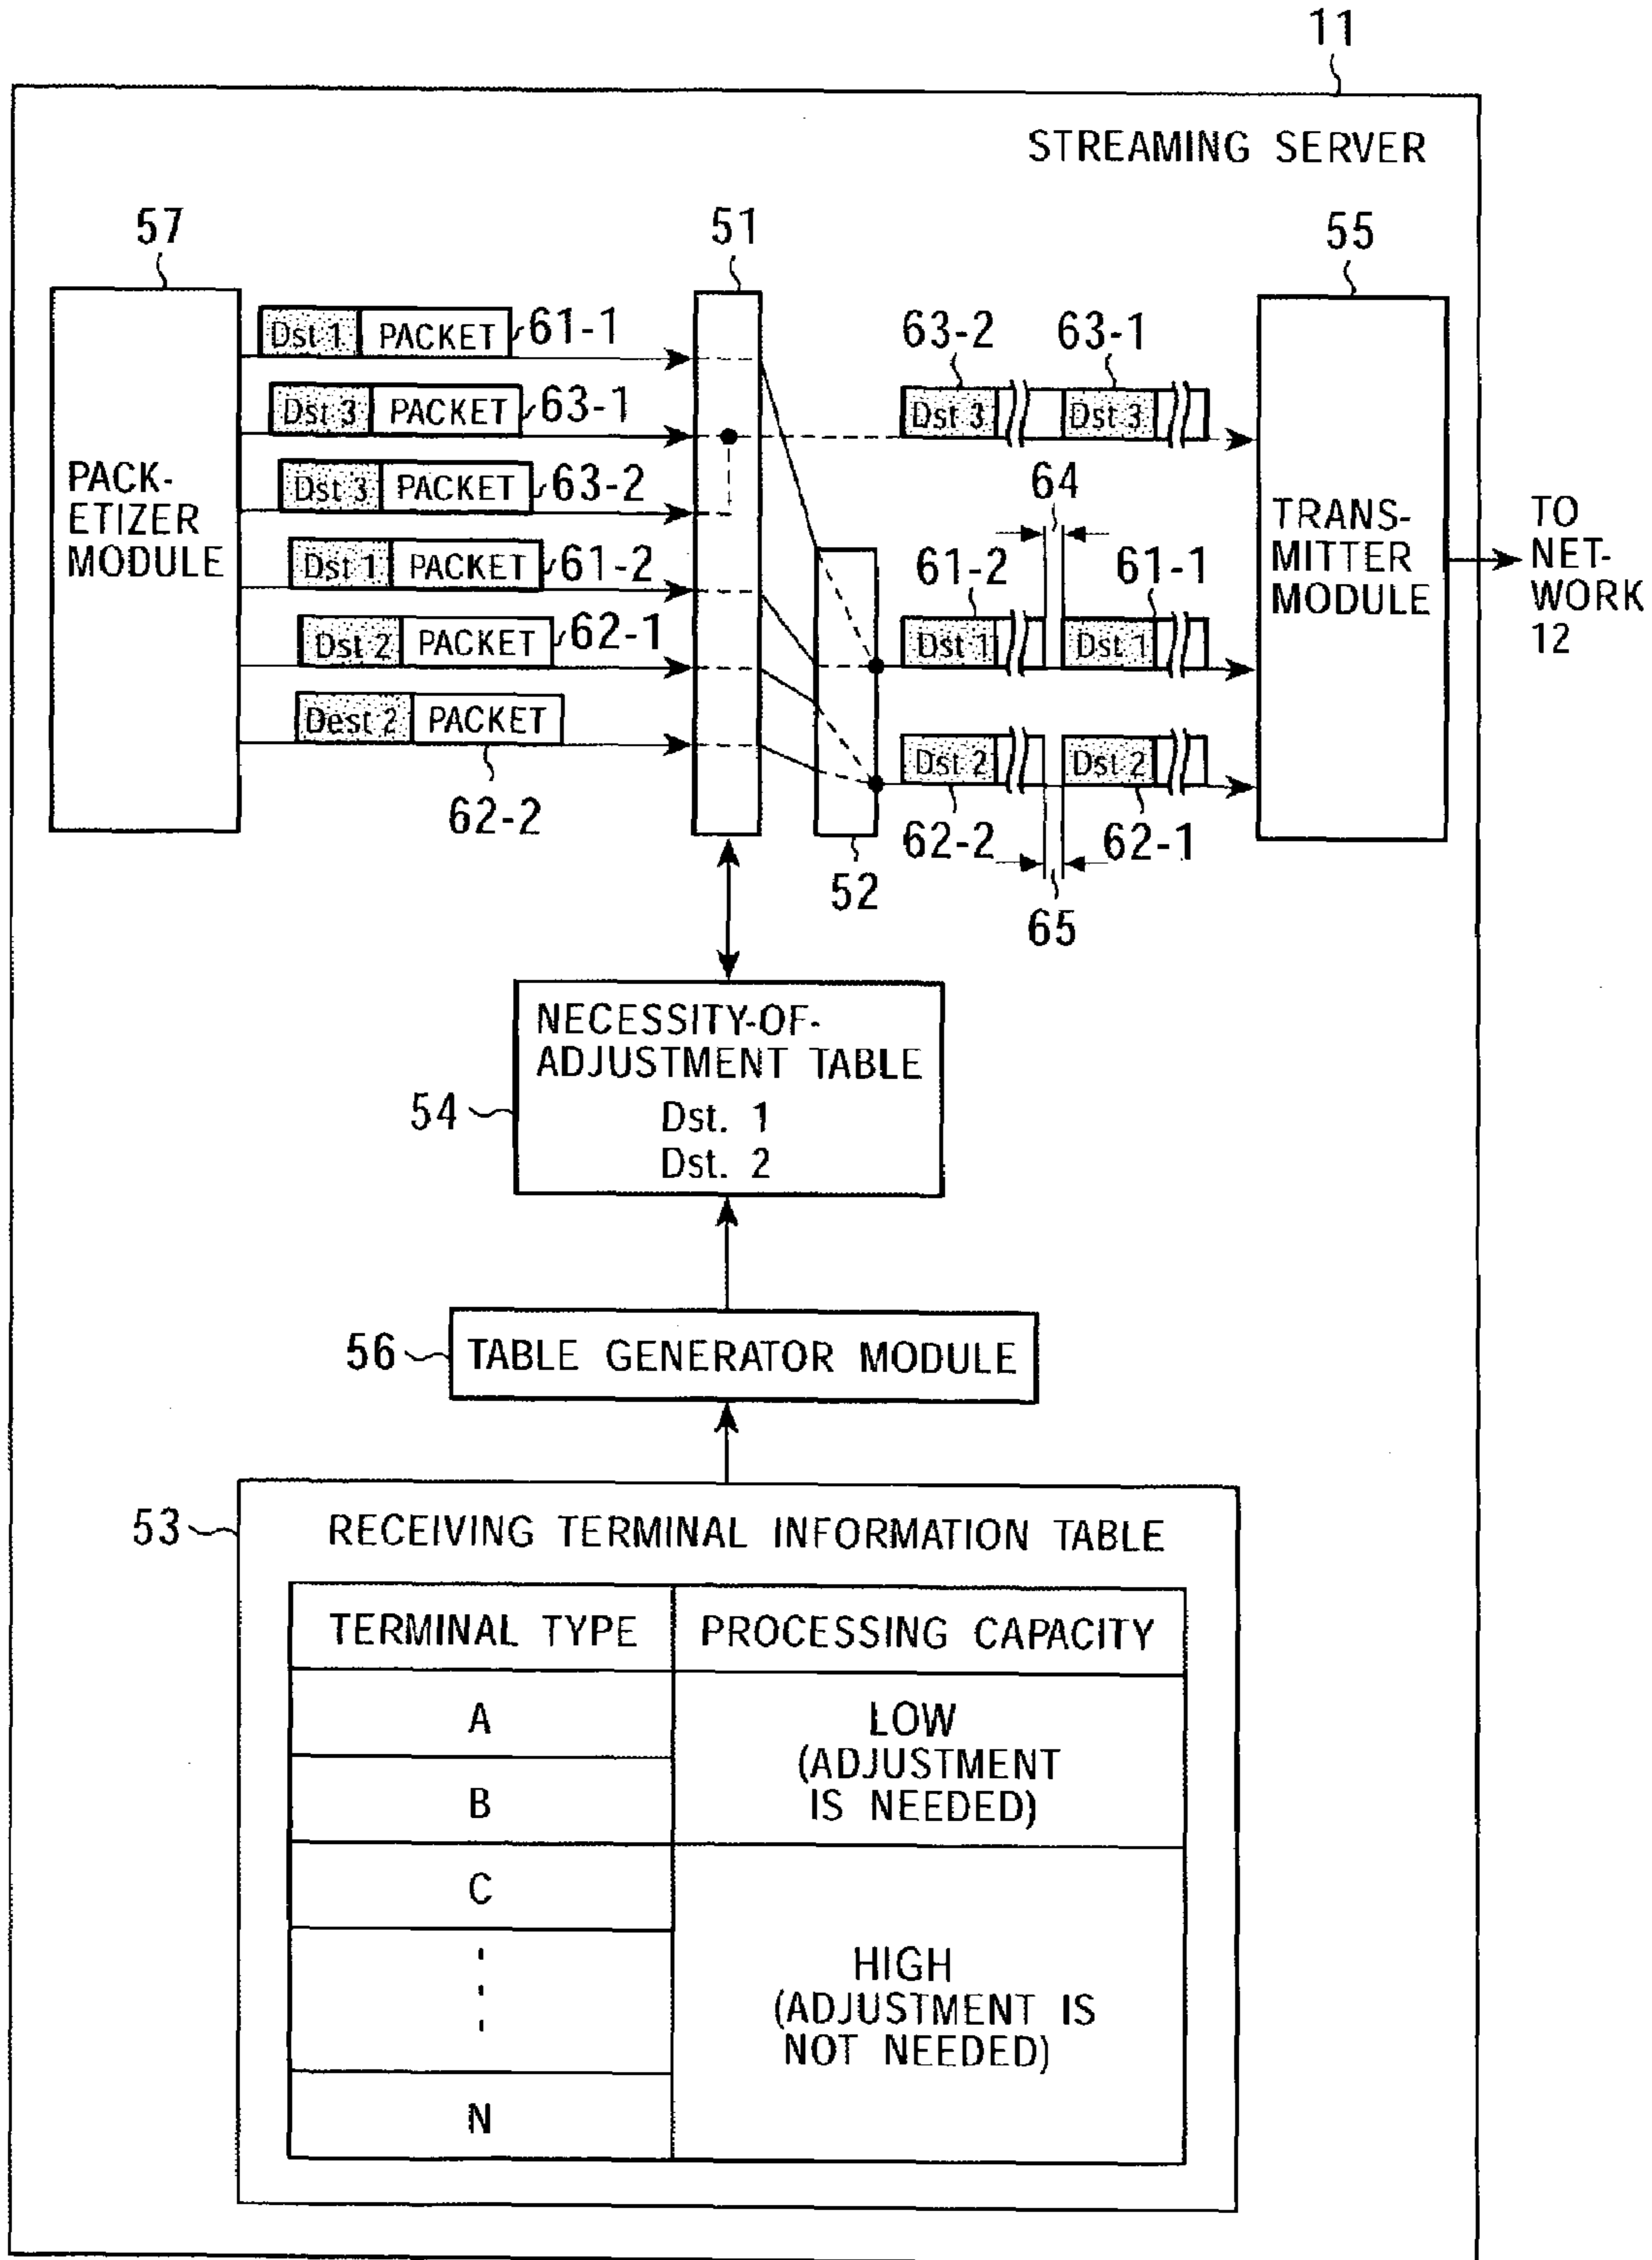 11
STREAMING SERVER
57
51
55
Dst 1 PACKET 61-1
Dst 3 PACKET 63-1
Dst 3 PACKET 63-2
Dst 1 PACKET 61-2
Dst 2 PACKET 62-1
Dest 2 PACKET
62-2
PACK-
ETIZER
MODULE
63-2 63-1
Dst 3 Dst 3
64
61-2 61-1
Dst 1 Dst 1
Dst 2 Dst 2
62-2 62-1
65
52
TRANS-
MITTER
MODULE
TO
NET-
WORK
12
54
NECESSITY-OF-
ADJUSTMENT TABLE
Dst. 1
Dst. 2
56
TABLE GENERATOR MODULE
53
RECEIVING TERMINAL INFORMATION TABLE
TERMINAL TYPE PROCESSING CAPACITY
A
B
LOW
(ADJUSTMENT
IS NEEDED)
C
N
HIGH
(ADJUSTMENT IS
NOT NEEDED)